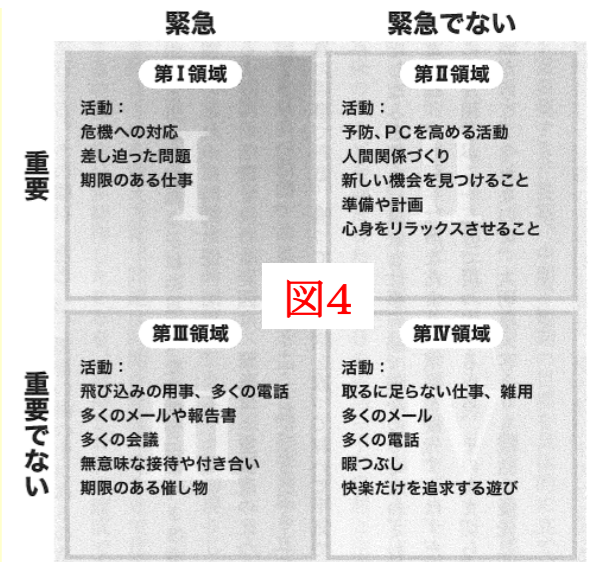 緊急
緊急でない
重要
第Ⅰ領域
活動：
危機への対応
差し迫った問題
期限のある仕事
Ⅰ
第Ⅱ領域
活動：
予防、ＰＣを高める活動
人間関係づくり
新しい機会を見つけること
準備や計画
心身をリラックスさせること
Ⅱ
図4
重要でない
第Ⅲ領域
活動：
飛び込みの用事、多くの電話
多くのメールや報告書
多くの会議
無意味な接待や付き合い
期限のある催し物
Ⅲ
第Ⅳ領域
活動：
取るに足らない仕事、雑用
多くのメール
多くの電話
暇つぶし
快楽だけを追求する遊び
Ⅳ